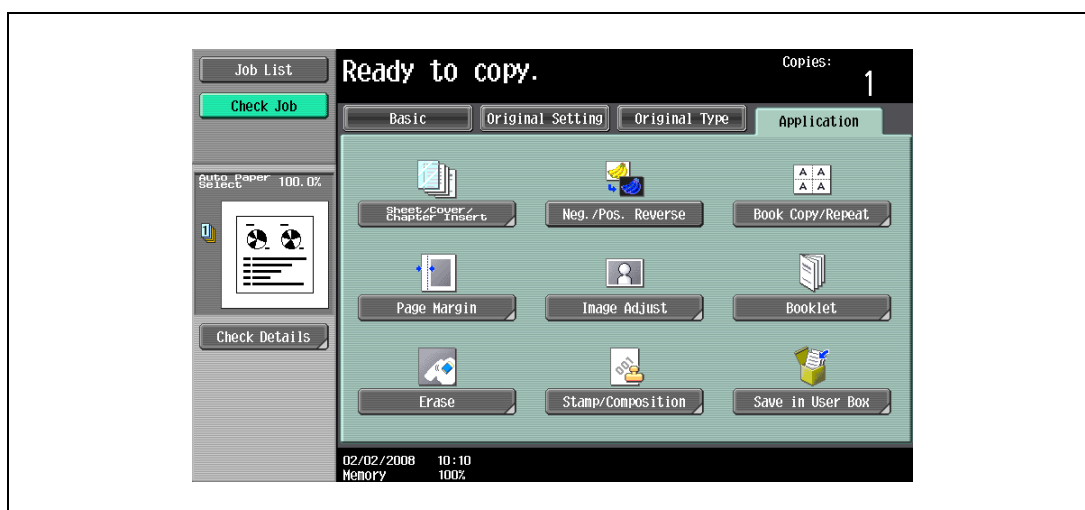 Job List
Check Job
Ready to copy.
Copies:
1
Basic
Original Setting
Original Type
Application
Auto Paper
Select
100.0%
1
Sheet/Cover/
Chapter Insert
Neg./Pos. Reverse
A A
A A
Book Copy/Repeat
Page Margin
Image Adjust
Booklet
Check Details
001
Erase
Stamp/Composition
Save in User Box
02/02/2008 10:10
Memory 100%